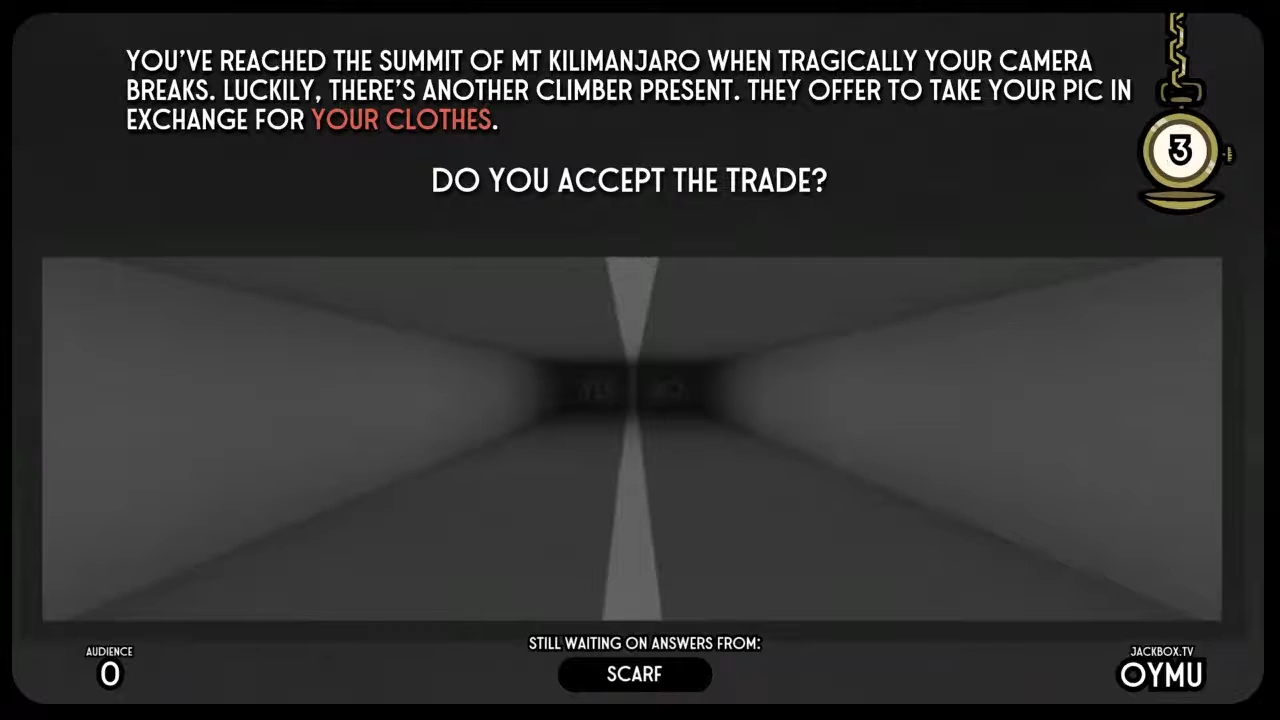 YOU'VE REACHED THE SUMMIT OF MT KILIMANJARO WHEN TRAGICALLY YOUR CAMERA
BREAKS. LUCKILY, THERE'S ANOTHER CLIMBER PRESENT. THEY OFFER TO TAKE YOUR PIC IN
EXCHANGE FOR YOUR CLOTHES.
3
DO YOU ACCEPT THE TRADE?
YES NO
STILL WAITING ON ANSWERS FROM:
SCARF
AUDIENCE
0
JACKBOX.TV
OYMU